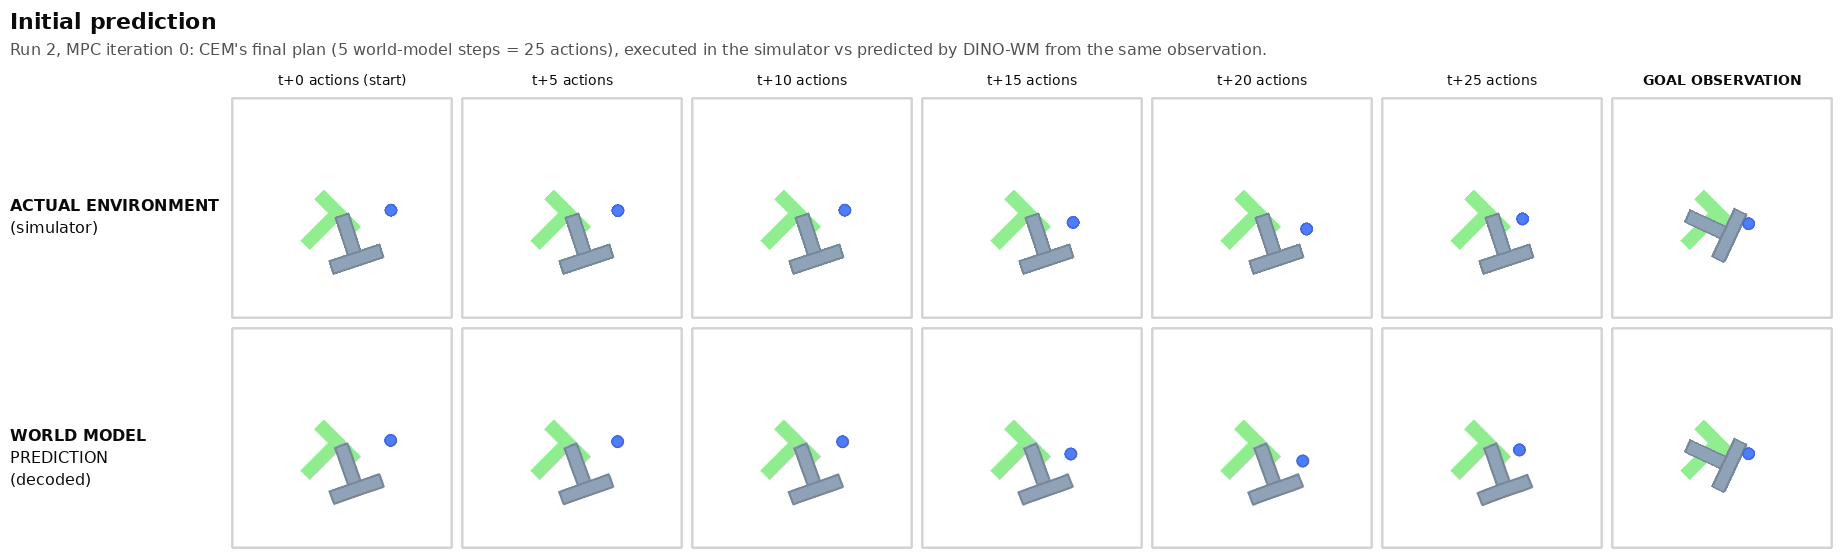 Initial prediction
Run 2, MPC iteration 0: CEM's final plan (5 world-model steps = 25 actions), executed in the simulator vs predicted by DINO-WM from the same observation.
t+0 actions (start)
t+5 actions
t+10 actions
t+15 actions
t+20 actions
t+25 actions
GOAL OBSERVATION
ACTUAL ENVIRONMENT
(simulator)
WORLD MODEL
PREDICTION
(decoded)